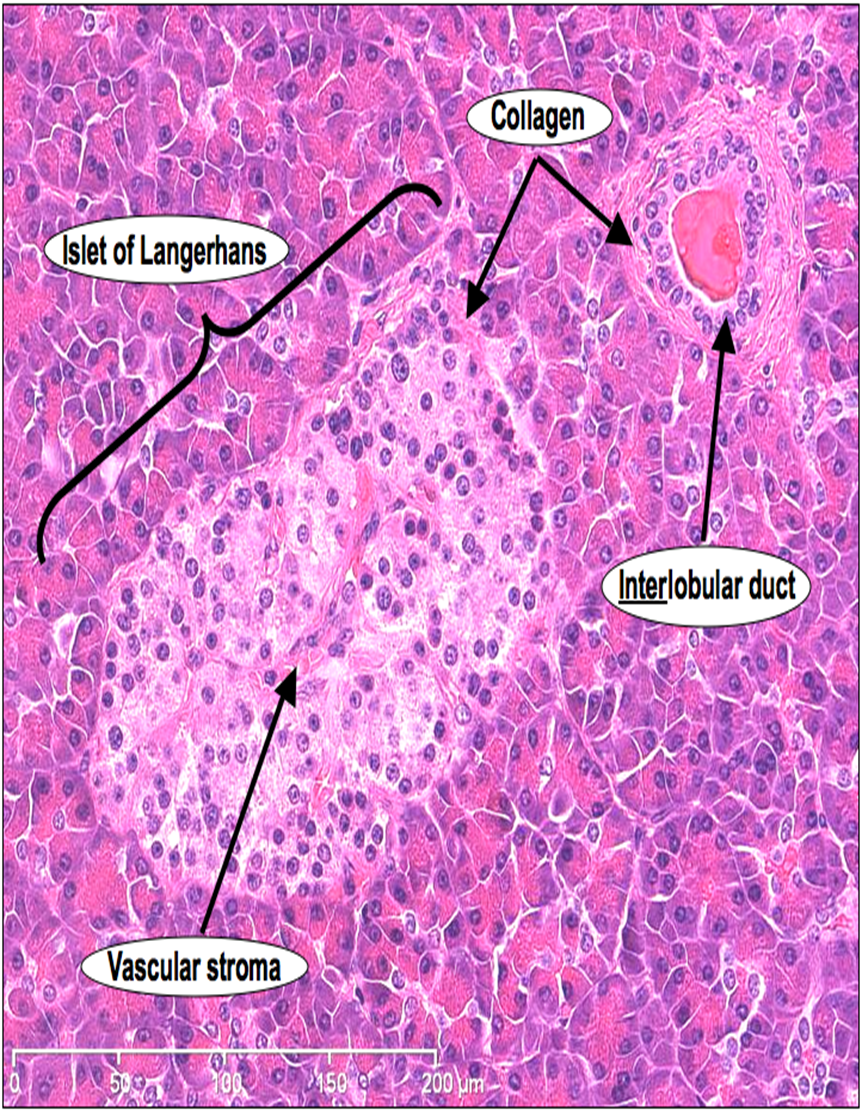 Collagen
Islet of Langerhans
Interlobular duct
Vascular stroma
0 50 100 150 200 µm